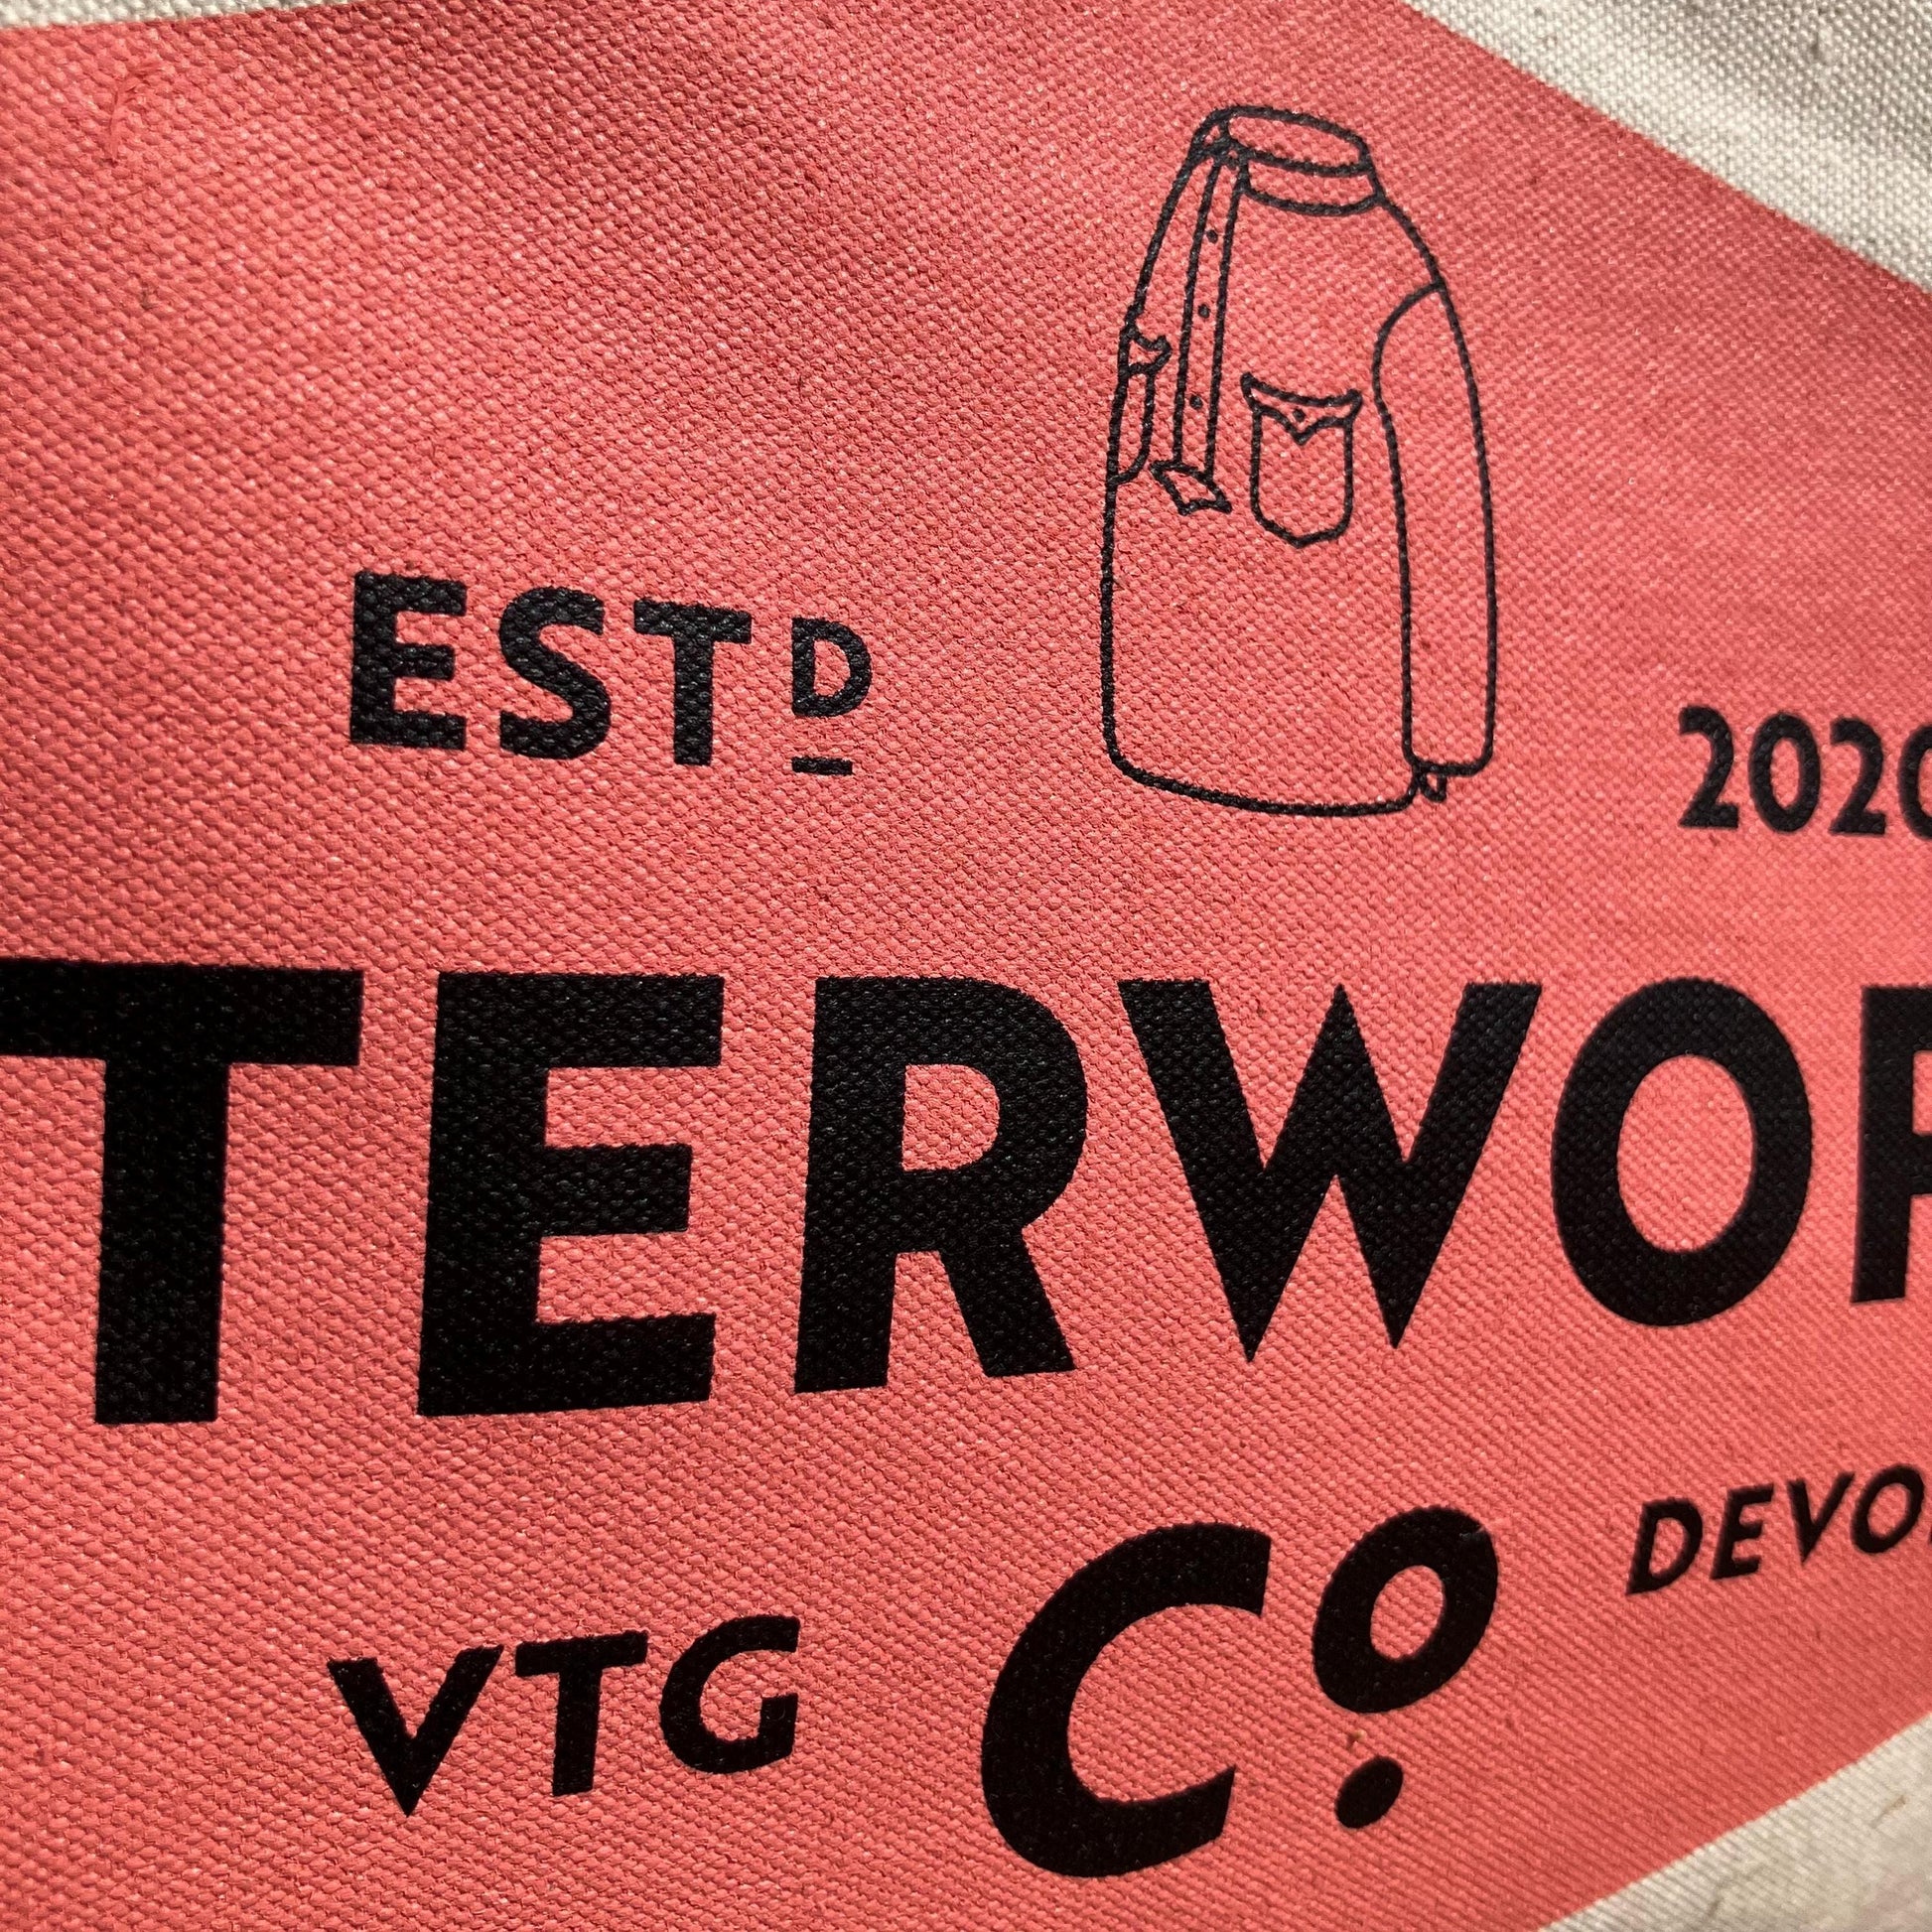 ESTD 2020
TERWOR
VTG Co. DEVO